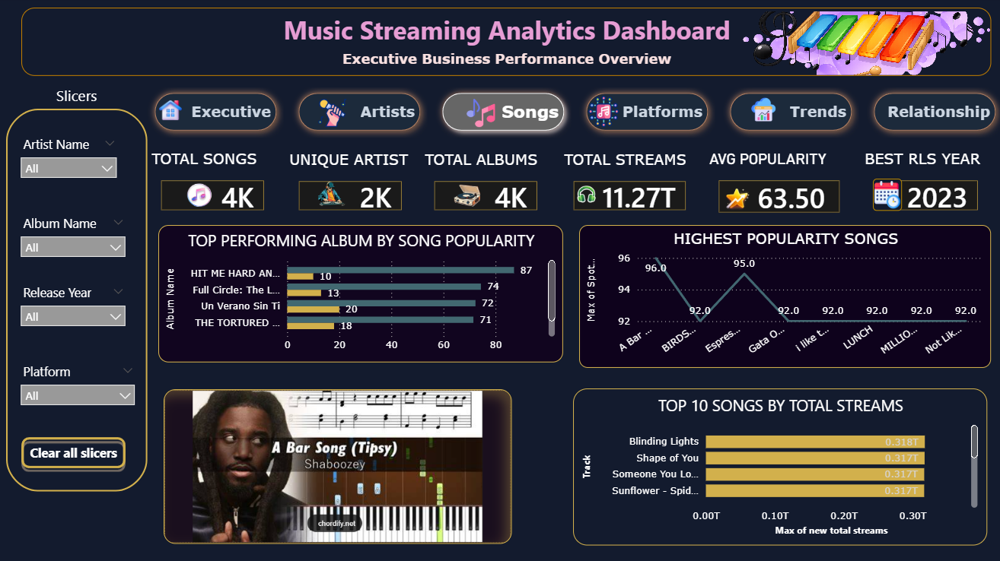 Music Streaming Analytics Dashboard
Executive Business Performance Overview
Slicers
Executive
Artists
Songs
Platforms
Trends
Relationship
Artist Name
All
Album Name
All
Release Year
All
Platform
All
Clear all slicers
TOTAL SONGS
4K
UNIQUE ARTIST
2K
TOTAL ALBUMS
4K
TOTAL STREAMS
11.27T
AVG POPULARITY
63.50
BEST RLS YEAR
2023
TOP PERFORMING ALBUM BY SONG POPULARITY
Album Name
HIT ME HARD AN... 87 10
Full Circle: The L... 74 13
Un Verano Sin Ti 72 20
THE TORTURED ... 71 18
0 20 40 60 80
HIGHEST POPULARITY SONGS
Max of Spot...
96
94
92
96.0 92.0 95.0 92.0 92.0 92.0 92.0 92.0
A Bar ... BIRDS... Espres... Gata O... i like t... LUNCH MILLIO... Not Lik...
A Bar Song (Tipsy)
Shaboozey
chordify.net
TOP 10 SONGS BY TOTAL STREAMS
Track
Blinding Lights 0.318T
Shape of You 0.317T
Someone You Lo... 0.317T
Sunflower - Spid... 0.317T
0.00T 0.10T 0.20T 0.30T
Max of new total streams